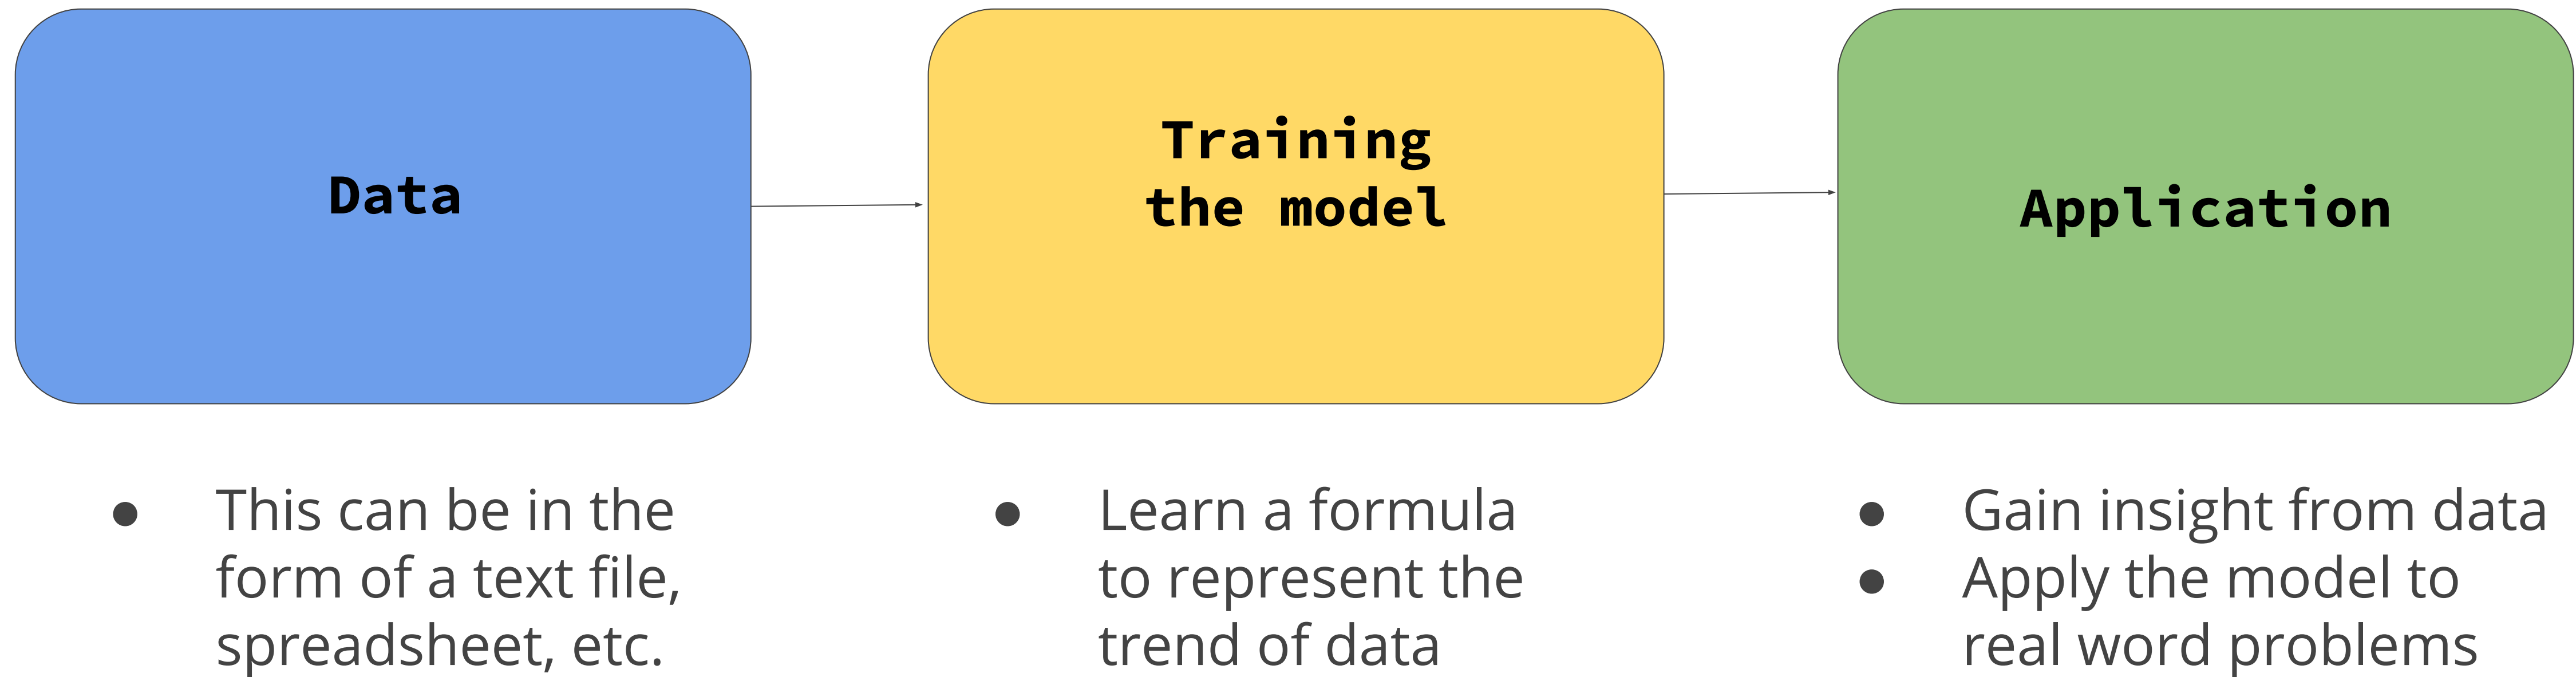 Data
Training
the model
Application
● This can be in the
form of a text file,
spreadsheet, etc.
● Learn a formula
to represent the
trend of data
● Gain insight from data
● Apply the model to
real word problems